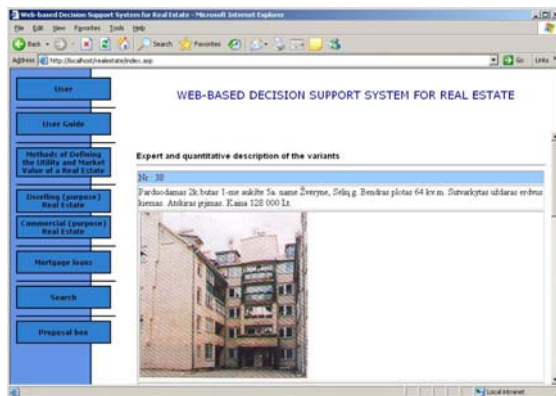 Web-based Decision Support System for Real Estate - Microsoft Internet Explorer
File Edit View Favorites Tools Help
Back Search Favorites
Address http://localhost/realestate/index.asp Go Links
User
User Guide
Methods of Defining
the Utility and Market
Value of a Real Estate
Dwelling (purpose)
Real Estate
Commercial (purpose)
Real Estate
Mortgage loans
Search
Proposal box
WEB-BASED DECISION SUPPORT SYSTEM FOR REAL ESTATE
Expert and quantitative description of the variants
Nr.: 38
Parduodamas 2k.butas 1-me aukšte 5a. name Žveryne, Sėlių g. Bendras plotas 64 kv.m. Sutvarkytas uždaras erdvus
kiemas. Atskiras įėjimas. Kaina 128 000 Lt.
Local intranet